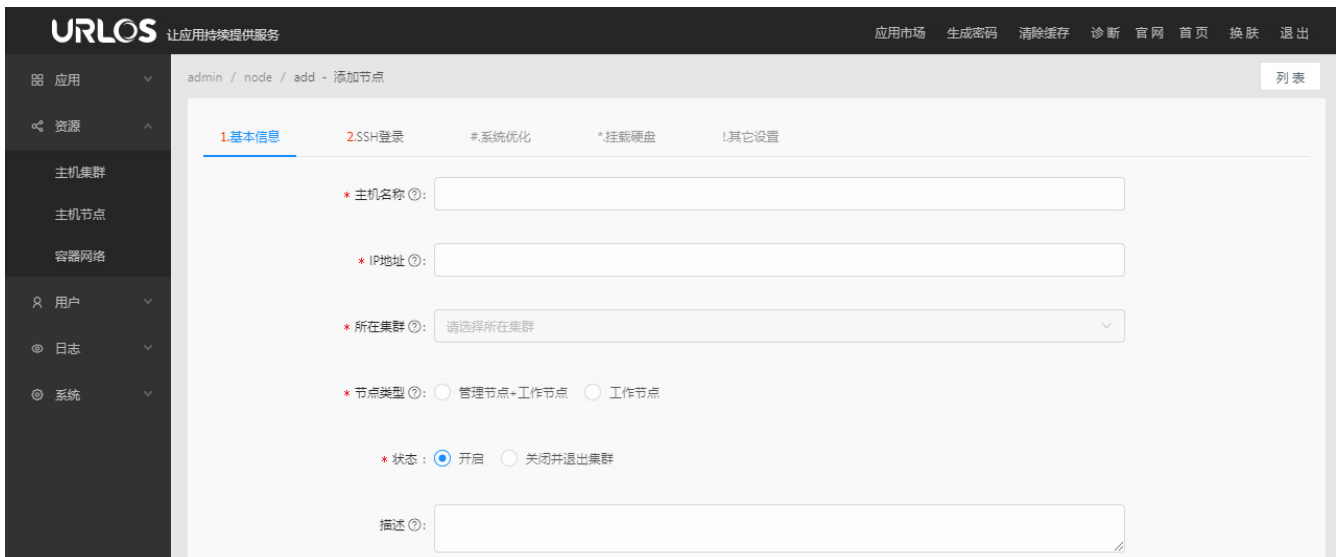 URLOS 让应用持续提供服务
应用市场 生成密码 清除缓存 诊断 官网 首页 换肤 退出
应用
admin / node / add - 添加节点
列表
资源
主机集群
主机节点
容器网络
用户
日志
系统
1.基本信息 2.SSH登录 #.系统优化 *.挂载硬盘 !.其它设置
* 主机名称 ?:
* IP地址 ?:
* 所在集群 ?: 请选择所在集群
* 节点类型 ?: 管理节点+工作节点 工作节点
* 状态 : 开启 关闭并退出集群
描述 ?: